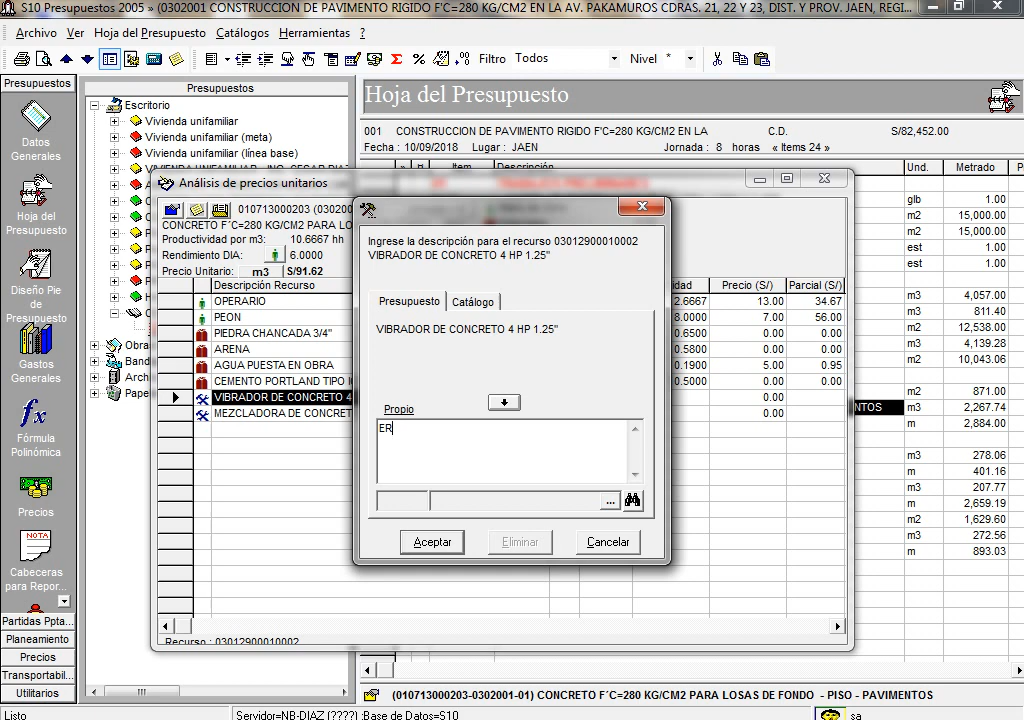 S10 Presupuestos 2005 » (0302001 CONSTRUCCION DE PAVIMENTO RIGIDO F'C=280 KG/CM2 EN LA AV. PAKAMUROS CDRAS. 21, 22 Y 23, DIST. Y PROV. JAEN, REGI...
Archivo Ver Hoja del Presupuesto Catálogos Herramientas ?
Filtro Todos Nivel *
Presupuestos
Datos
Generales
Hoja del
Presupuesto
Diseño Pie
de
Presupuesto
Gastos
Generales
fx
Fórmula
Polinómica
Precios
NOTA
Cabeceras
para Repor...
Partidas Ppta...
Planeamiento
Precios
Transportabil...
Utilitarios
Presupuestos
Escritorio
Vivienda unifamiliar
Vivienda unifamiliar (meta)
Vivienda unifamiliar (línea base)
VIVIENDA UNIFAMILIAR - ING. CESAR DIAZ
Obra
Band
Archi
Pape
Hoja del Presupuesto
001 CONSTRUCCION DE PAVIMENTO RIGIDO F'C=280 KG/CM2 EN LA C.D. S/82,452.00
Fecha : 10/09/2018 Lugar : JAEN Jornada : 8 horas « Items 24 »
Item Descripción Und. Metrado P
glb 1.00
m2 15,000.00
m2 15,000.00
est 1.00
est 1.00
m3 4,057.00
m3 811.40
m2 12,538.00
m3 4,139.28
m2 10,043.06
m2 871.00
NTOS m3 2,267.74
m 2,884.00
m3 278.06
m 401.16
m3 207.77
m 2,659.19
m2 1,629.60
m3 272.56
m 893.03
Análisis de precios unitarios
010713000203 (030200
CONCRETO F´C=280 KG/CM2 PARA LO
Productividad por m3: 10.6667 hh
Rendimiento DIA: 6.0000
Precio Unitario: m3 S/91.62
Descripción Recurso idad Precio (S/) Parcial (S/)
OPERARIO 2.6667 13.00 34.67
PEON 8.0000 7.00 56.00
PIEDRA CHANCADA 3/4" 0.6500 0.00 0.00
ARENA 0.5800 0.00 0.00
AGUA PUESTA EN OBRA 0.1900 5.00 0.95
CEMENTO PORTLAND TIPO I 0.5000 0.00 0.00
VIBRADOR DE CONCRETO 4 0.00
MEZCLADORA DE CONCRET 0.00
Recurso : 03012900010002
Ingrese la descripción para el recurso 03012900010002
VIBRADOR DE CONCRETO 4 HP 1.25"
Presupuesto Catálogo
VIBRADOR DE CONCRETO 4 HP 1.25"
Propio
ER
...
Aceptar Eliminar Cancelar
(010713000203-0302001-01) CONCRETO F´C=280 KG/CM2 PARA LOSAS DE FONDO - PISO - PAVIMENTOS
Listo Servidor=NB-DIAZ (????) ;Base de Datos=S10 sa